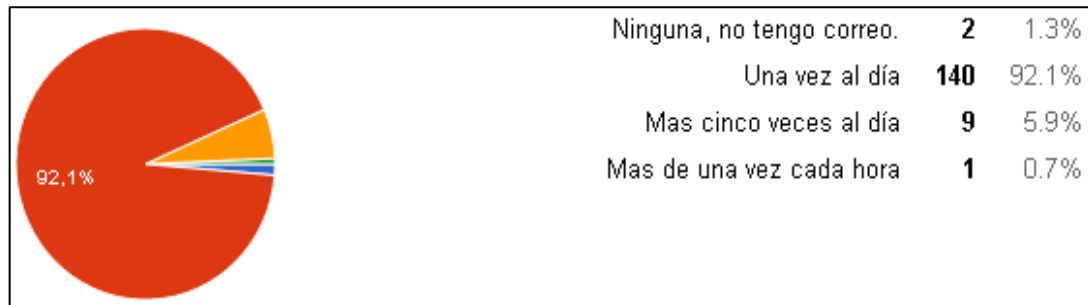 Ninguna, no tengo correo. 2 1.3%
Una vez al día 140 92.1%
Mas cinco veces al día 9 5.9%
Mas de una vez cada hora 1 0.7%
92,1%